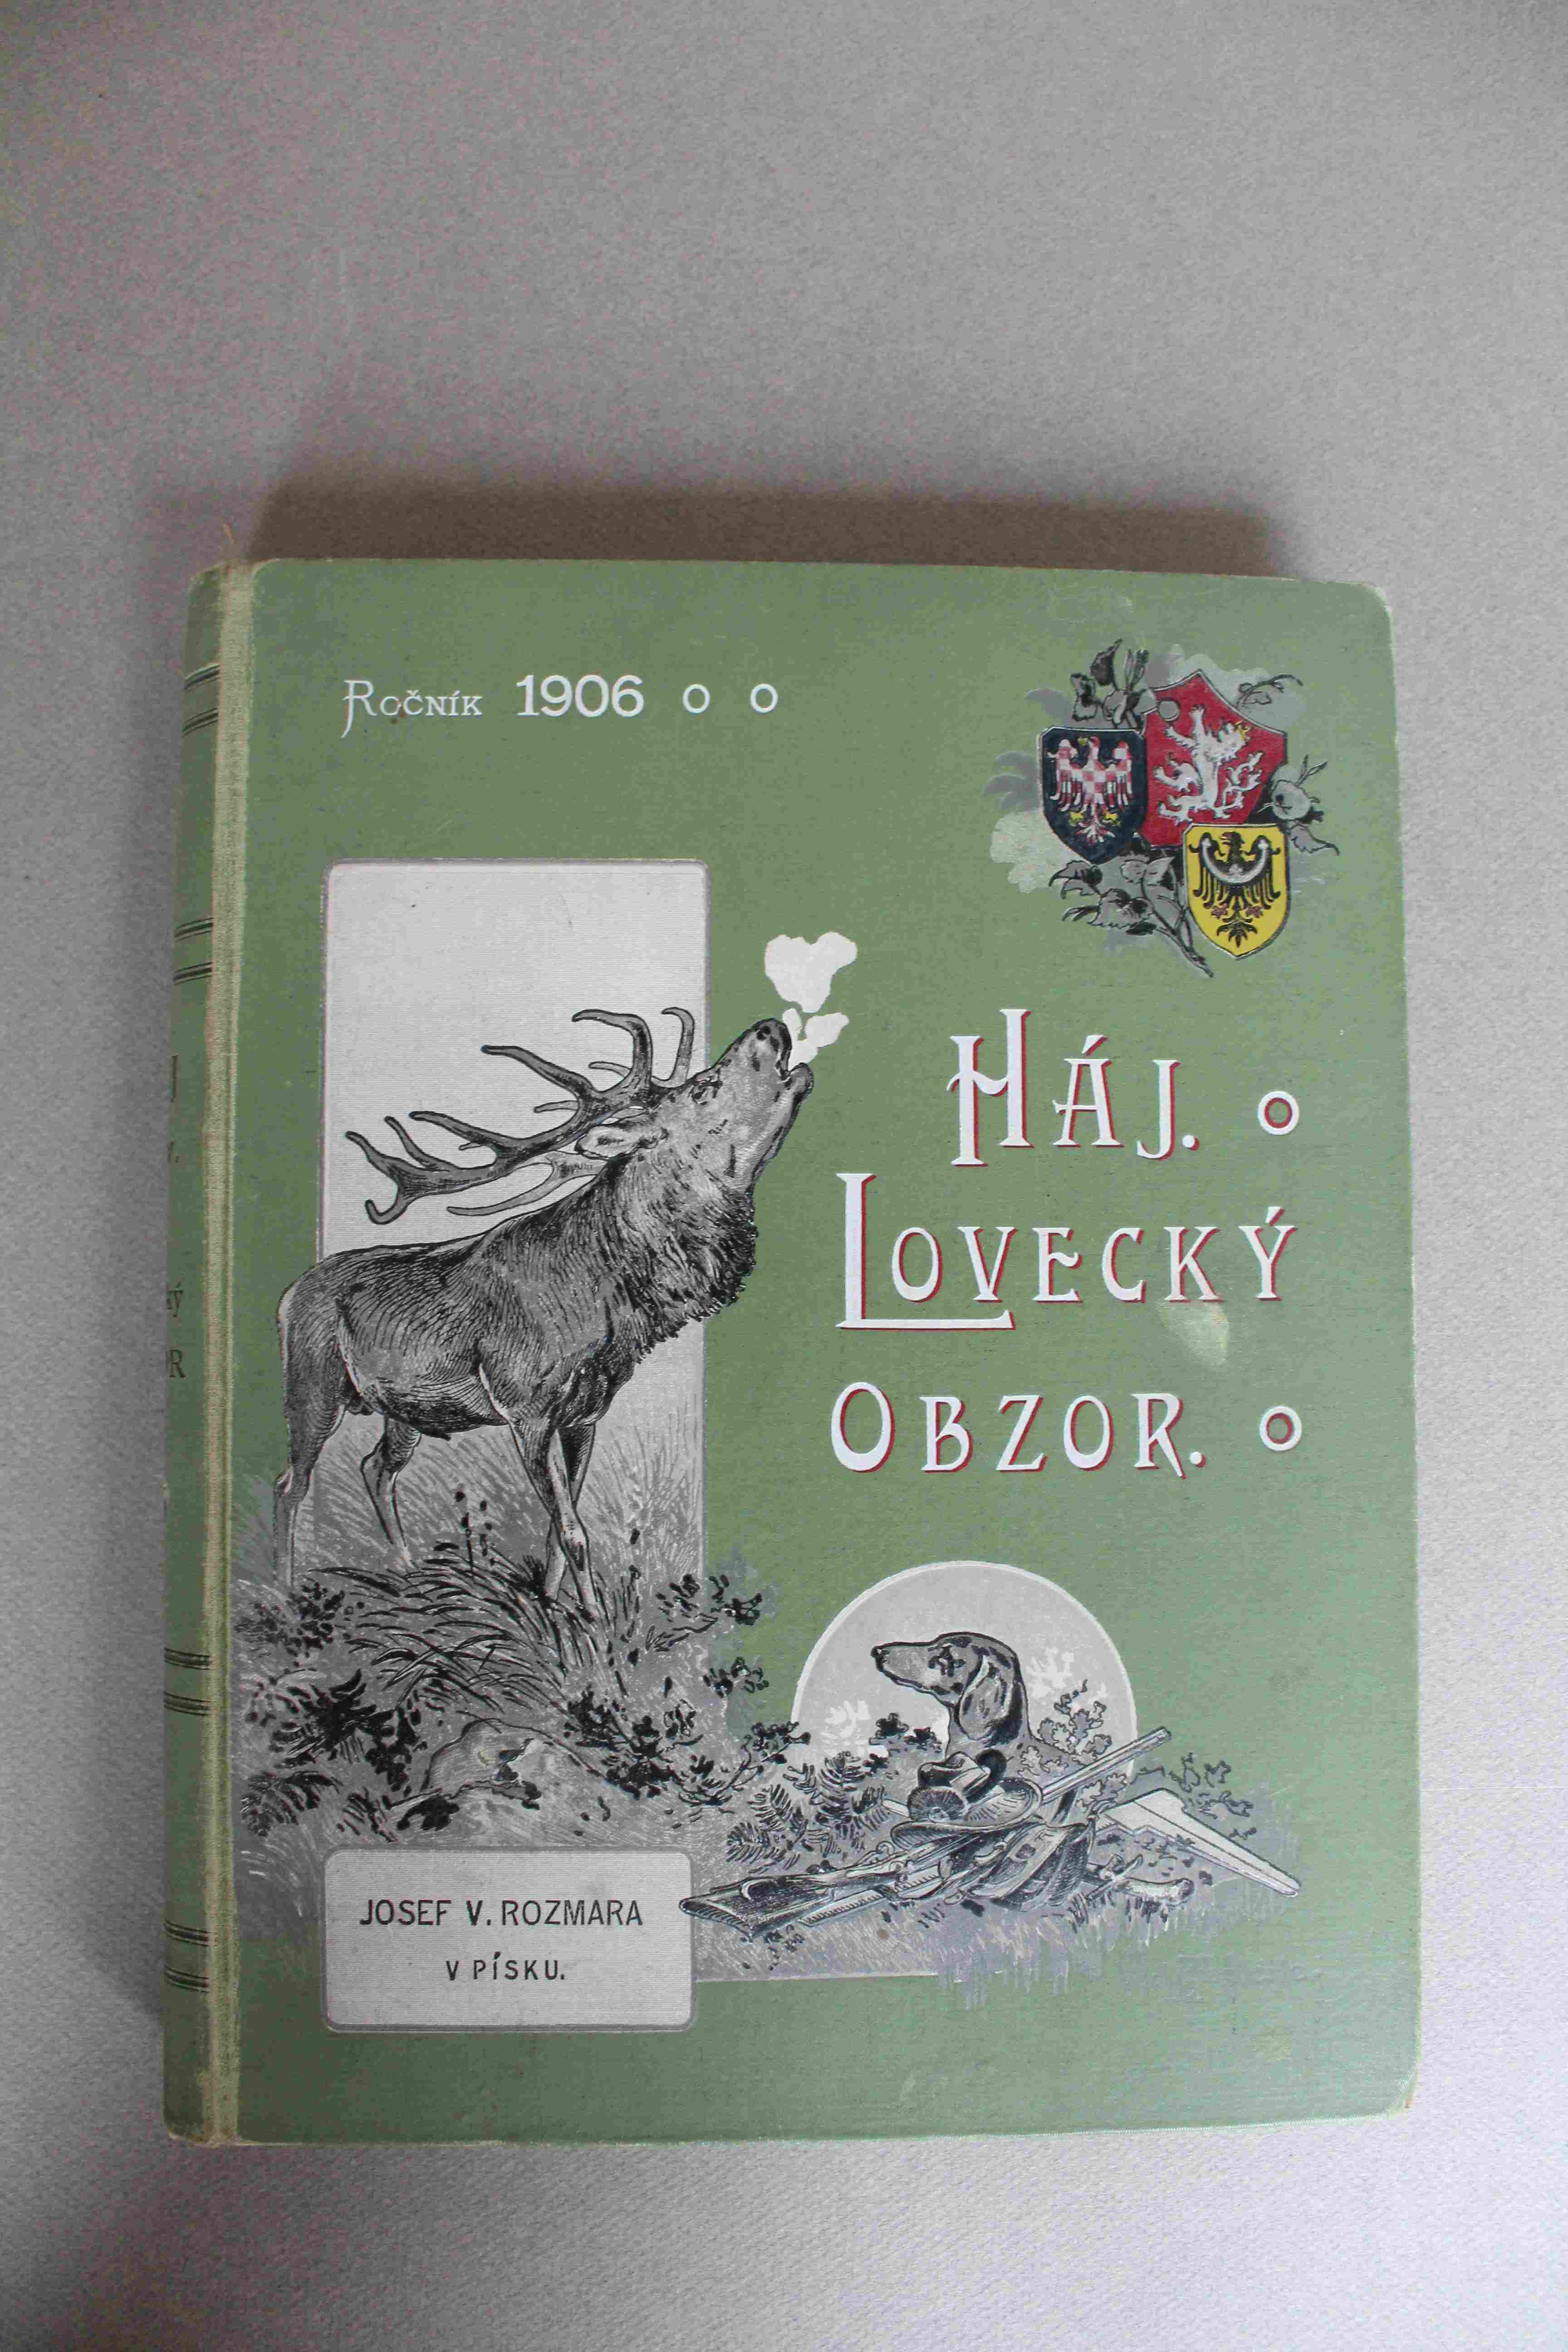 Ročník 1906
Háj.
Lovecký
Obzor.
JOSEF V. ROZMARA
V PÍSKU.